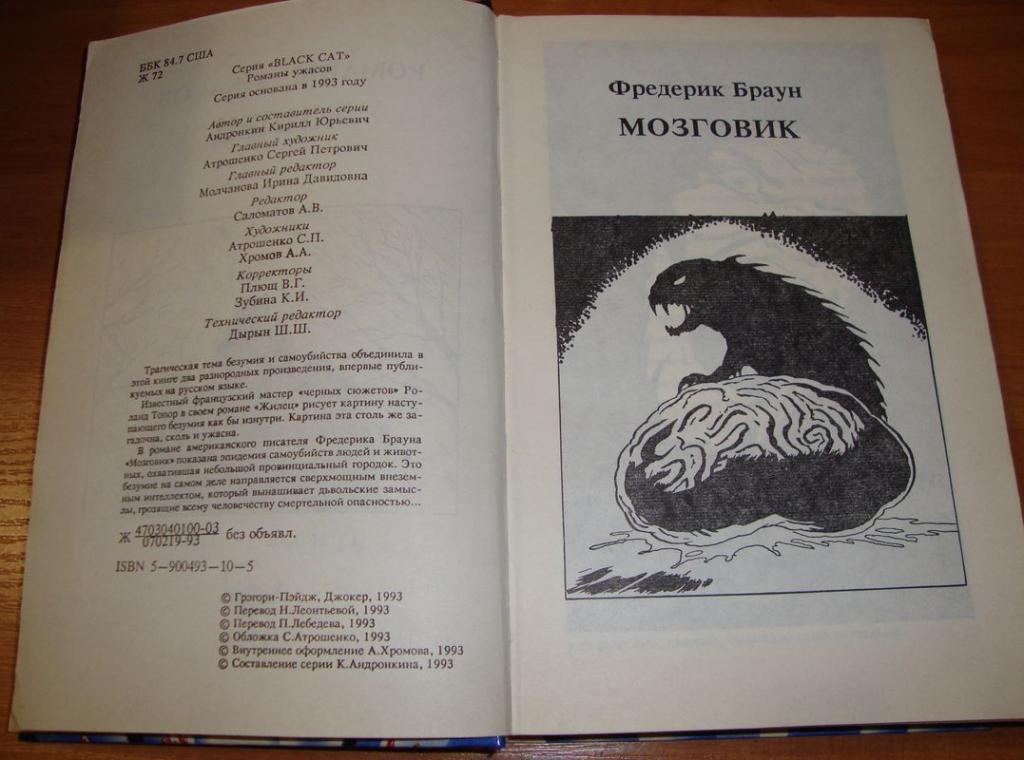 ББК 84.7 США
Ж 72
Серия «BLACK CAT»
Романы ужасов
Серия основана в 1993 году
Автор и составитель серии
Андронкин Кирилл Юрьевич
Главный художник
Атрошенко Сергей Петрович
Главный редактор
Молчанова Ирина Давидовна
Редактор
Саломатов А.В.
Художники
Атрошенко С.П.
Хромов А.А.
Корректоры
Плющ В.Г.
Зубина К.И.
Технический редактор
Дырын Ш.Ш.
Трагическая тема безумия и самоубийства объединила в
этой книге два разнородных произведения, впервые публи-
куемых на русском языке.
Известный французский мастер «черных сюжетов» Ро-
ланд Топор в своем романе «Жилец» рисует картину насту-
пающего безумия как бы изнутри. Картина эта столь же за-
гадочна, сколь и ужасна.
В романе американского писателя Фредерика Брауна
«Мозговик» показана эпидемия самоубийств людей и живот-
ных, охватившая небольшой провинциальный городок. Это
безумие на самом деле направляется сверхмощным внезем-
ным интеллектом, который вынашивает дьвольские замыс-
лы, грозящие всему человечеству смертельной опасностью...
Ж 4703040100-03
070219-93 без объявл.
ISBN 5-900493-10-5
© Грэгори-Пэйдж, Джокер, 1993
© Перевод Н.Леонтьевой, 1993
© Перевод П.Лебедева, 1993
© Обложка С.Атрошенко, 1993
© Внутреннее оформление А.Хромова, 1993
© Составление серии К.Андронкина, 1993
Фредерик Браун
МОЗГОВИК